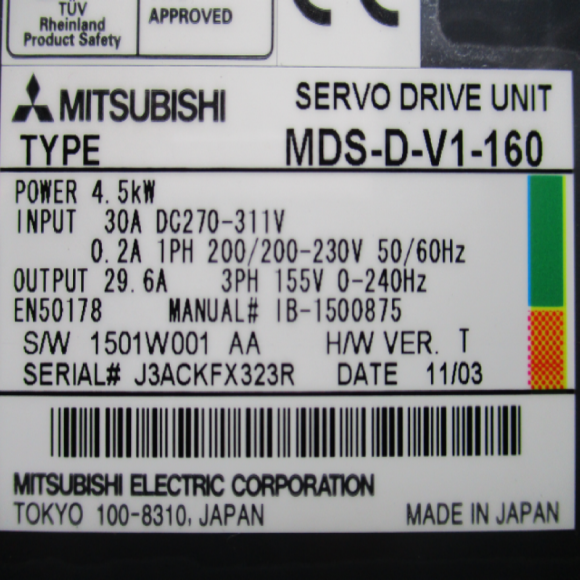 TÜV
Rheinland
Product Safety
APPROVED
CE
MITSUBISHI
SERVO DRIVE UNIT
TYPE MDS-D-V1-160
POWER 4.5kW
INPUT 30A DC270-311V
0.2A 1PH 200/200-230V 50/60Hz
OUTPUT 29.6A 3PH 155V 0-240Hz
EN50178 MANUAL# IB-1500875
S/W 1501W001 AA H/W VER. T
SERIAL# J3ACKFX323R DATE 11/03
MITSUBISHI ELECTRIC CORPORATION
TOKYO 100-8310, JAPAN MADE IN JAPAN